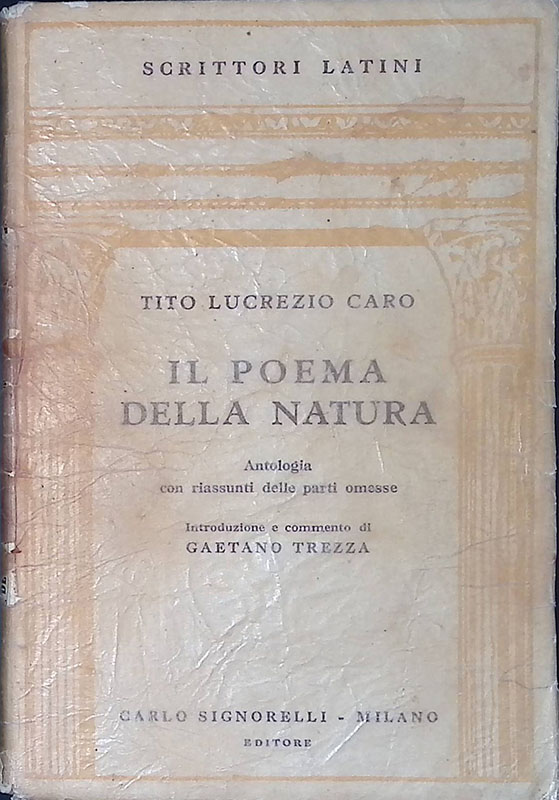 SCRITTORI LATINI
TITO LUCREZIO CARO
IL POEMA
DELLA NATURA
Antologia
con riassunti delle parti omesse
Introduzione e commento di
GAETANO TREZZA
CARLO SIGNORELLI - MILANO
EDITORE